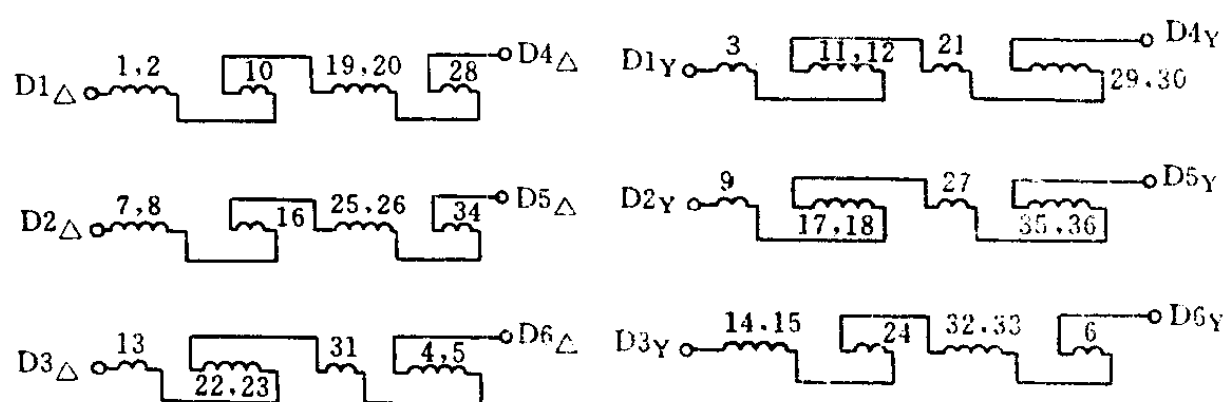 D1△ 1,2 10 19,20 28 D4△
D1Y 3 11,12 21 29.30 D4Y
D2△ 7,8 16 25,26 34 D5△
D2Y 9 17,18 27 35,36 D5Y
D3△ 13 22,23 31 4,5 D6△
D3Y 14.15 24 32.33 6 D6Y